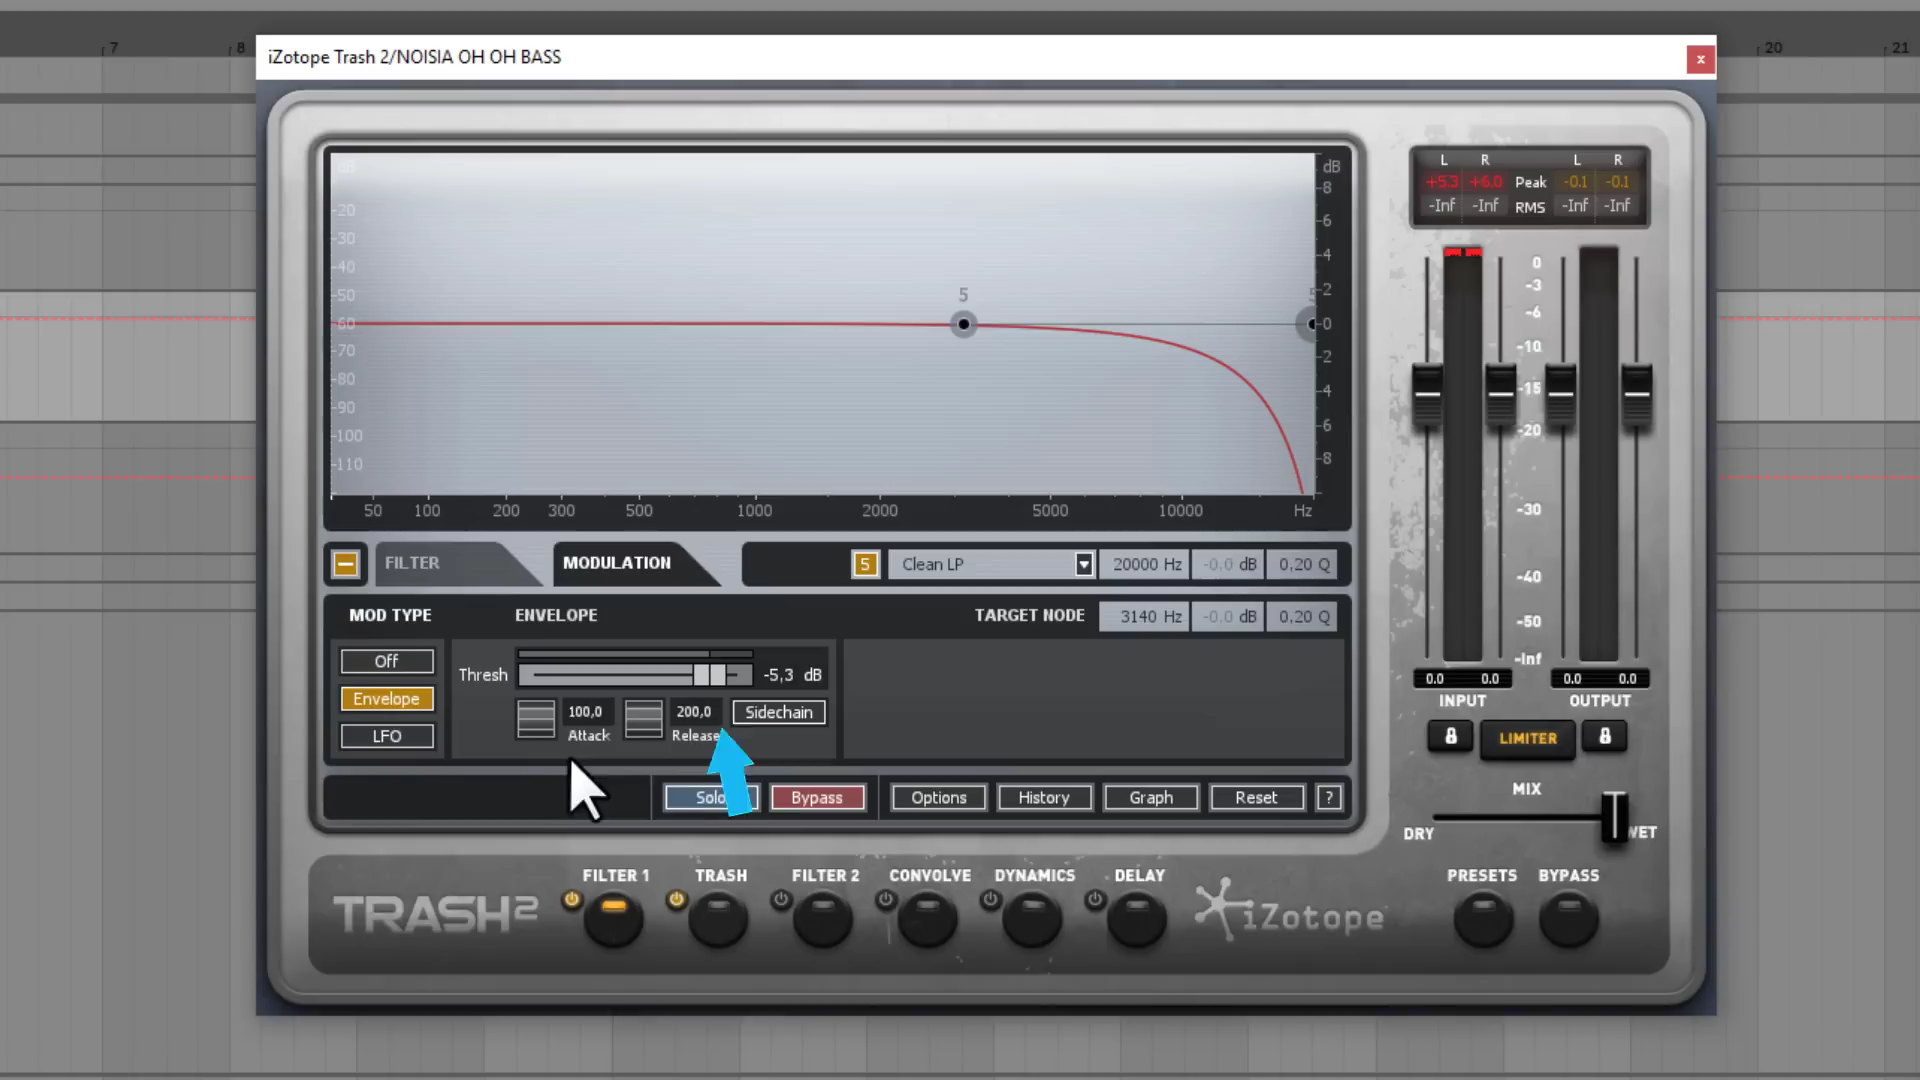 7 8 20 21
iZotope Trash 2/NOISIA OH OH BASS
x
L R L R
+5.3 +6.0 Peak -0.1 -0.1
-Inf -Inf RMS -Inf -Inf
dB dB
-20
-30
-40
-50
-60
-70
-80
-90
-100
-110
8
6
4
2
0
2
4
6
8
5
50 100 200 300 500 1000 2000 5000 10000 Hz
0
-3
-6
-10
-15
-20
-30
-40
-50
-Inf
FILTER MODULATION 5 Clean LP 20000 Hz -0,0 dB 0,20 Q
MOD TYPE ENVELOPE TARGET NODE 3140 Hz -0.0 dB 0,20 Q
Off
Envelope
LFO
Thresh -5,3 dB
100,0 200,0 Sidechain
Attack Release
0.0 0.0 0.0 0.0
INPUT OUTPUT
LIMITER
Solo Bypass Options History Graph Reset ?
MIX
DRY WET
FILTER 1 TRASH FILTER 2 CONVOLVE DYNAMICS DELAY PRESETS BYPASS
TRASH2 iZotope